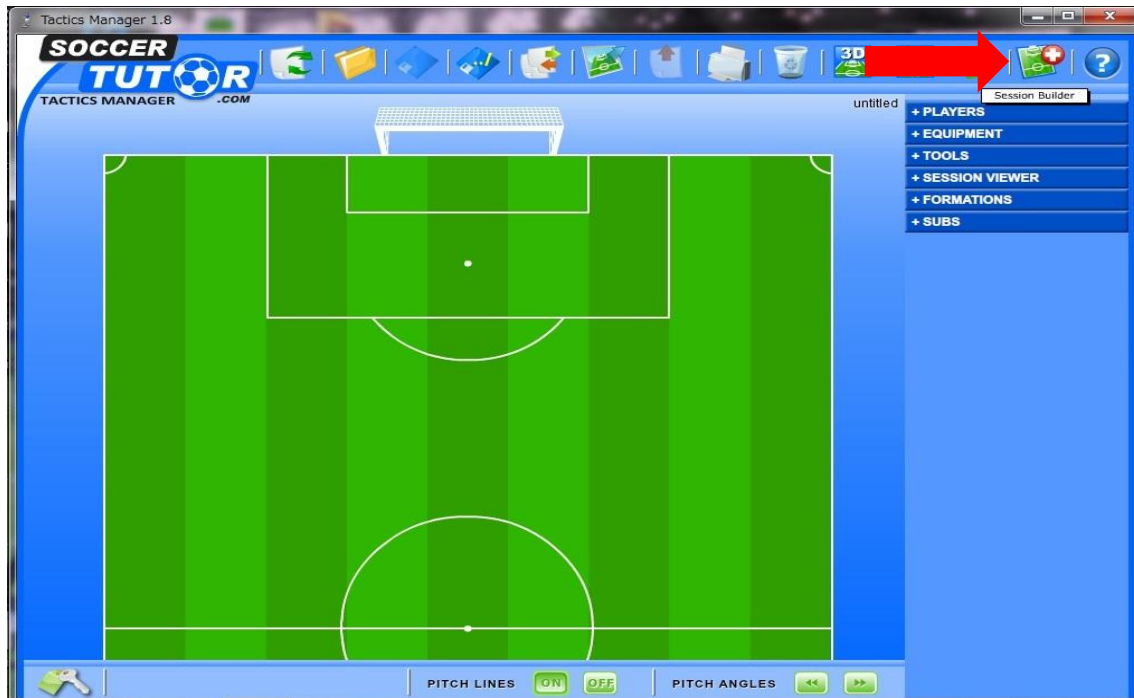 Tactics Manager 1.8
SOCCER
TUTOR
TACTICS MANAGER .COM
3D
?
Session Builder
untitled
+ PLAYERS
+ EQUIPMENT
+ TOOLS
+ SESSION VIEWER
+ FORMATIONS
+ SUBS
PITCH LINES ON OFF PITCH ANGLES